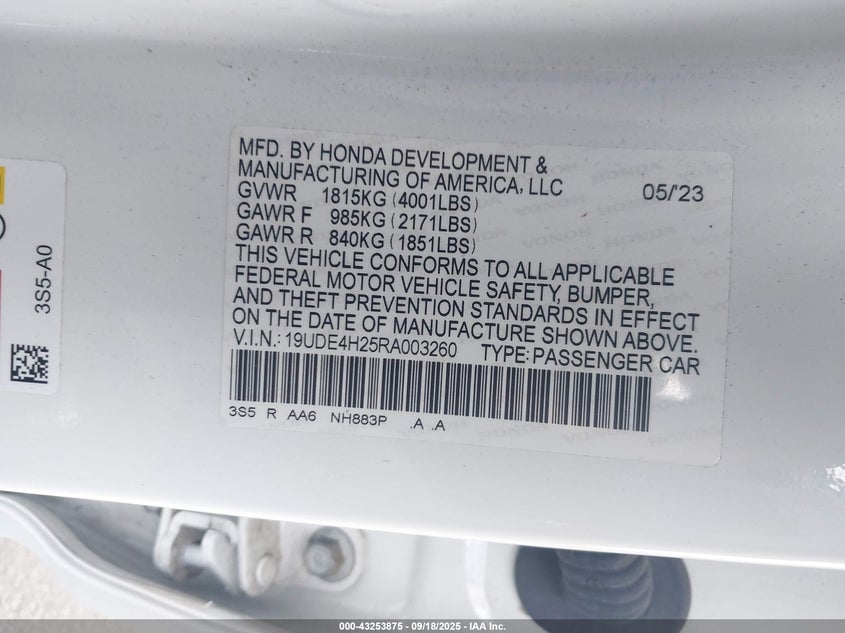 MFD. BY HONDA DEVELOPMENT &
MANUFACTURING OF AMERICA, LLC 05/'23
GVWR 1815KG (4001LBS)
GAWR F 985KG (2171LBS)
GAWR R 840KG (1851LBS)
THIS VEHICLE CONFORMS TO ALL APPLICABLE
FEDERAL MOTOR VEHICLE SAFETY, BUMPER,
AND THEFT PREVENTION STANDARDS IN EFFECT
ON THE DATE OF MANUFACTURE SHOWN ABOVE.
V.I.N.: 19UDE4H25RA003260 TYPE: PASSENGER CAR
3S5 R AA6 NH883P .A .A
3S5-A0
000-43253875 - 09/18/2025 - IAA Inc.